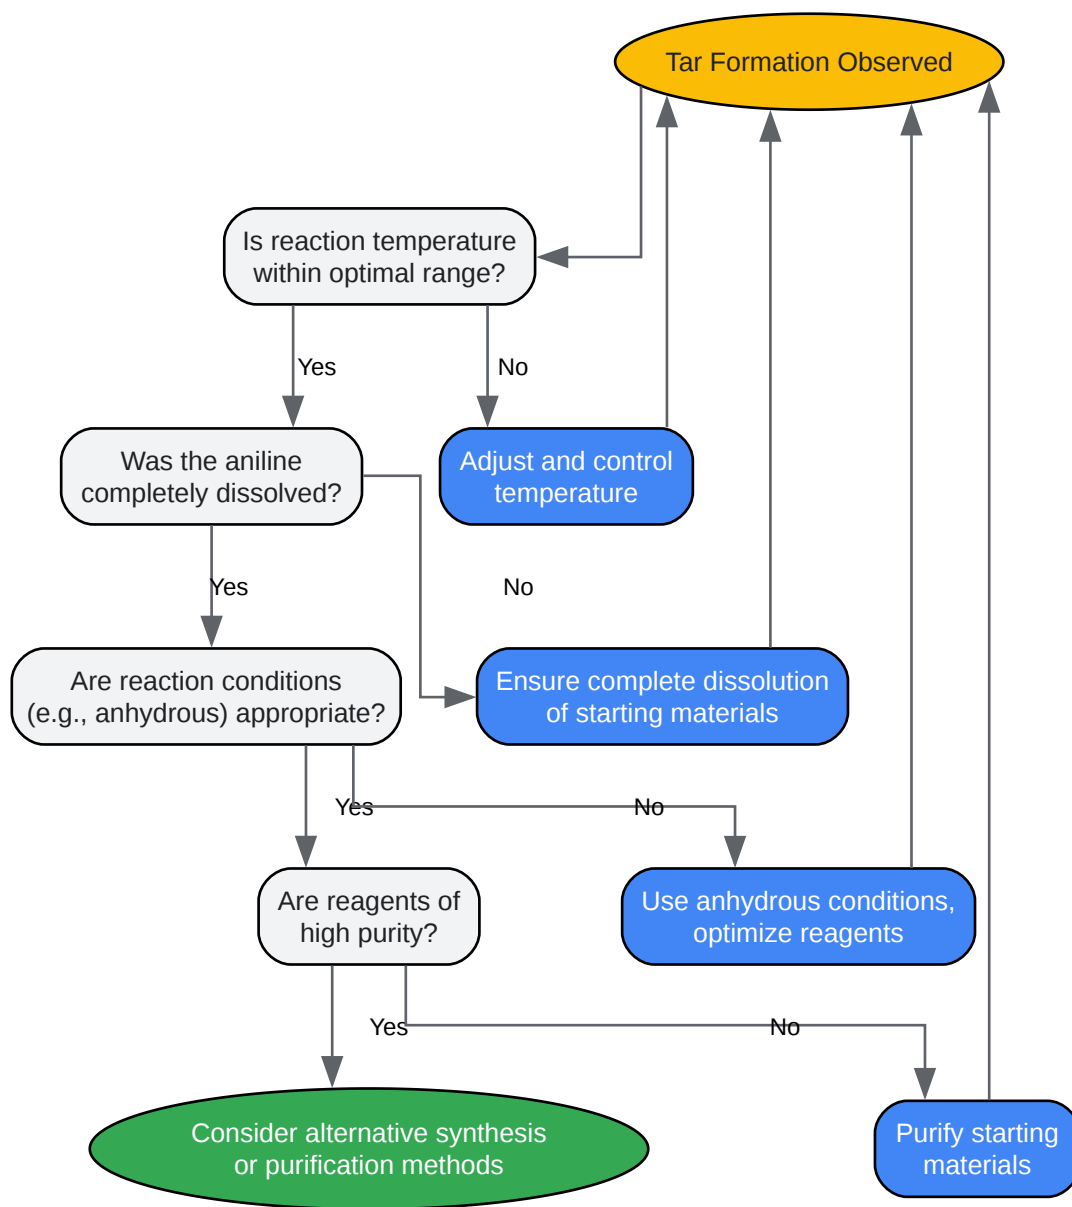 Tar Formation Observed
Is reaction temperature
within optimal range?
Yes
No
Was the aniline
completely dissolved?
Adjust and control
temperature
Yes
No
Are reaction conditions
(e.g., anhydrous) appropriate?
Ensure complete dissolution
of starting materials
Yes
No
Are reagents of
high purity?
Use anhydrous conditions,
optimize reagents
Yes
No
Consider alternative synthesis
or purification methods
Purify starting
materials